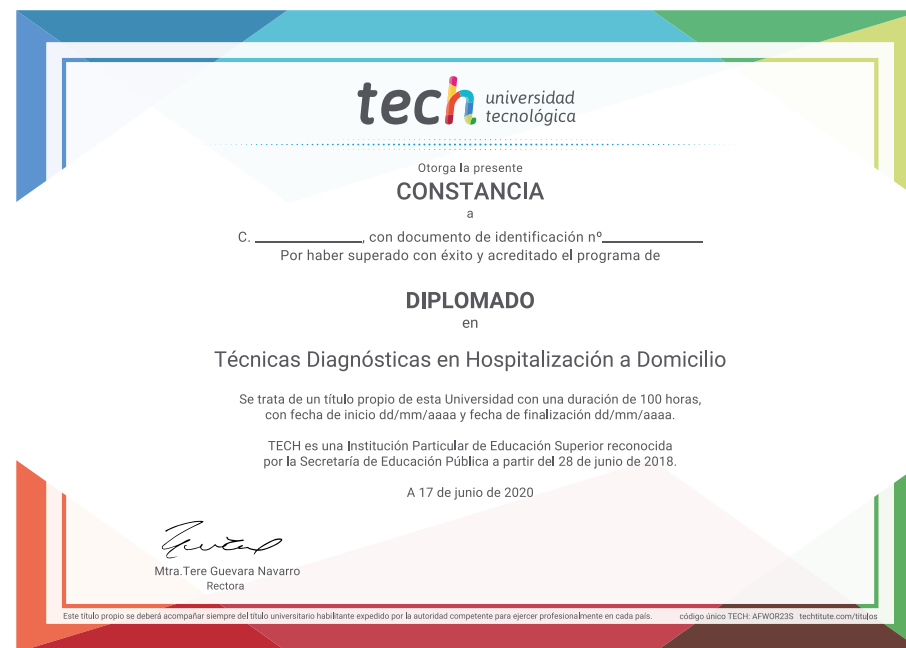 tech universidad
tecnológica
Otorga la presente
CONSTANCIA
a
C. ____________, con documento de identificación nº____________
Por haber superado con éxito y acreditado el programa de
DIPLOMADO
en
Técnicas Diagnósticas en Hospitalización a Domicilio
Se trata de un título propio de esta Universidad con una duración de 100 horas,
con fecha de inicio dd/mm/aaaa y fecha de finalización dd/mm/aaaa.
TECH es una Institución Particular de Educación Superior reconocida
por la Secretaría de Educación Pública a partir del 28 de junio de 2018.
A 17 de junio de 2020
Mtra.Tere Guevara Navarro
Rectora
Este título propio se deberá acompañar siempre del título universitario habilitante expedido por la autoridad competente para ejercer profesionalmente en cada país. código único TECH: AFWOR23S techtitute.com/titulos